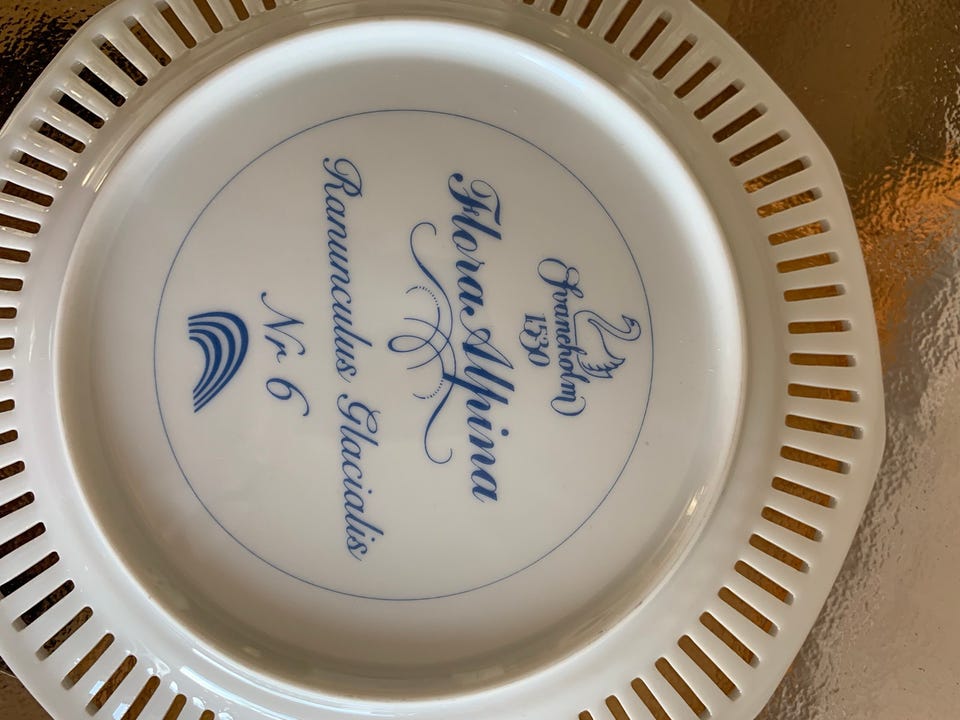 Svaneholm
1530
Flora Alpina
Ranunculus Glacialis
Nr 6